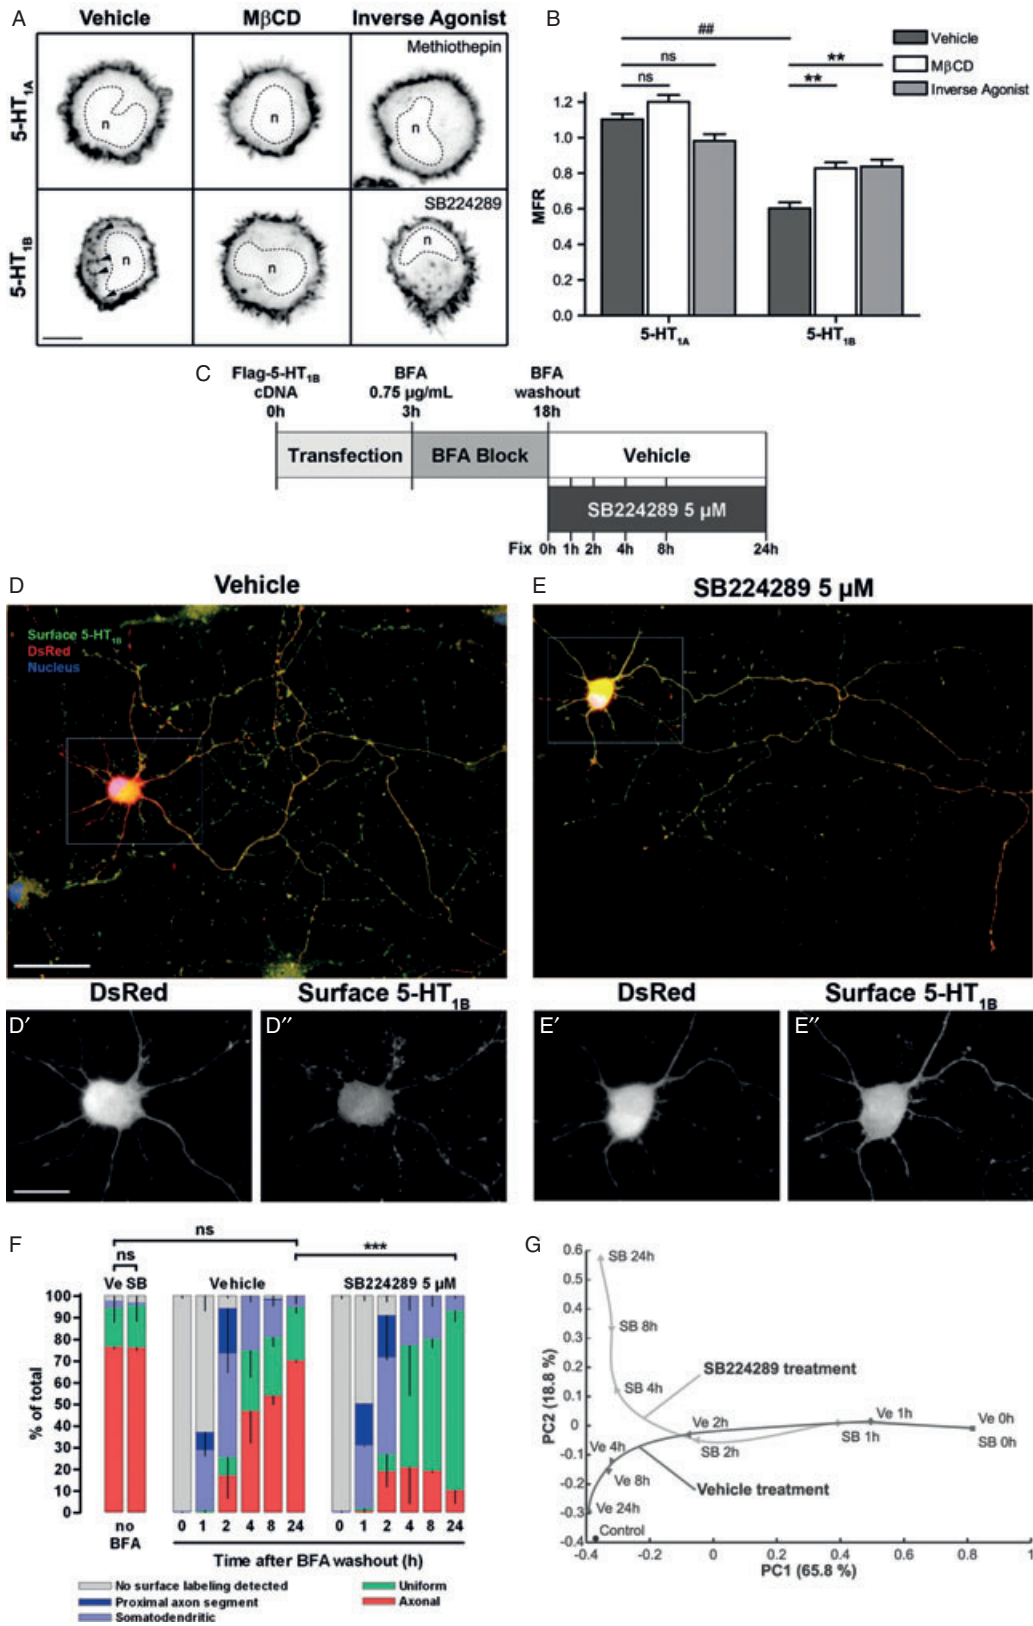 A
Vehicle
MβCD
Inverse Agonist
5-HT1A
Methiothepin
n
n
n
5-HT1B
SB224289
n
n
n
B
##
ns
ns
**
**
Vehicle
MβCD
Inverse Agonist
MFR
1.2
1.0
0.8
0.6
0.4
0.2
0.0
5-HT1A
5-HT1B
C
Flag-5-HT1B
cDNA
0h
BFA
0.75 µg/mL
3h
BFA
washout
18h
Transfection
BFA Block
Vehicle
SB224289 5 µM
Fix 0h 1h 2h 4h 8h 24h
D
Vehicle
Surface 5-HT1B
DsRed
Nucleus
E
SB224289 5 µM
DsRed
Surface 5-HT1B
DsRed
Surface 5-HT1B
D′
D″
E′
E″
F
ns
***
ns
Ve SB
Vehicle
SB224289 5 µM
% of total
100
90
80
70
60
50
40
30
20
10
0
no
BFA
0 1 2 4 8 24
0 1 2 4 8 24
Time after BFA washout (h)
No surface labeling detected
Proximal axon segment
Somatodendritic
Uniform
Axonal
G
PC2 (18.8 %)
0.6
0.5
0.4
0.3
0.2
0.1
0
-0.1
-0.2
-0.3
-0.4
SB 24h
SB 8h
SB 4h
SB224289 treatment
Ve 2h
SB 2h
Ve 1h
SB 1h
Ve 0h
SB 0h
Ve 4h
Ve 8h
Vehicle treatment
Ve 24h
Control
-0.4 -0.2 0 0.2 0.4 0.6 0.8 1
PC1 (65.8 %)